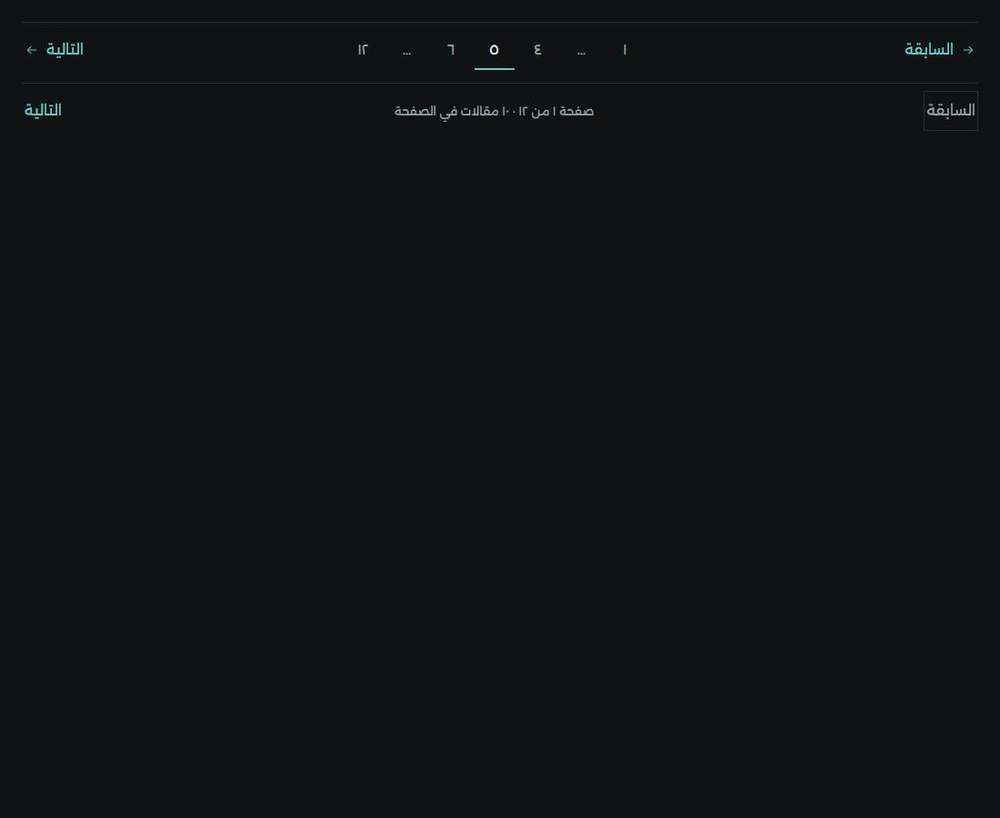 → السابقة ١ … ٤ ٥ ٦ … ١٢ التالية ←
السابقة صفحة ١ من ١٢ · ١٠ مقالات في الصفحة التالية